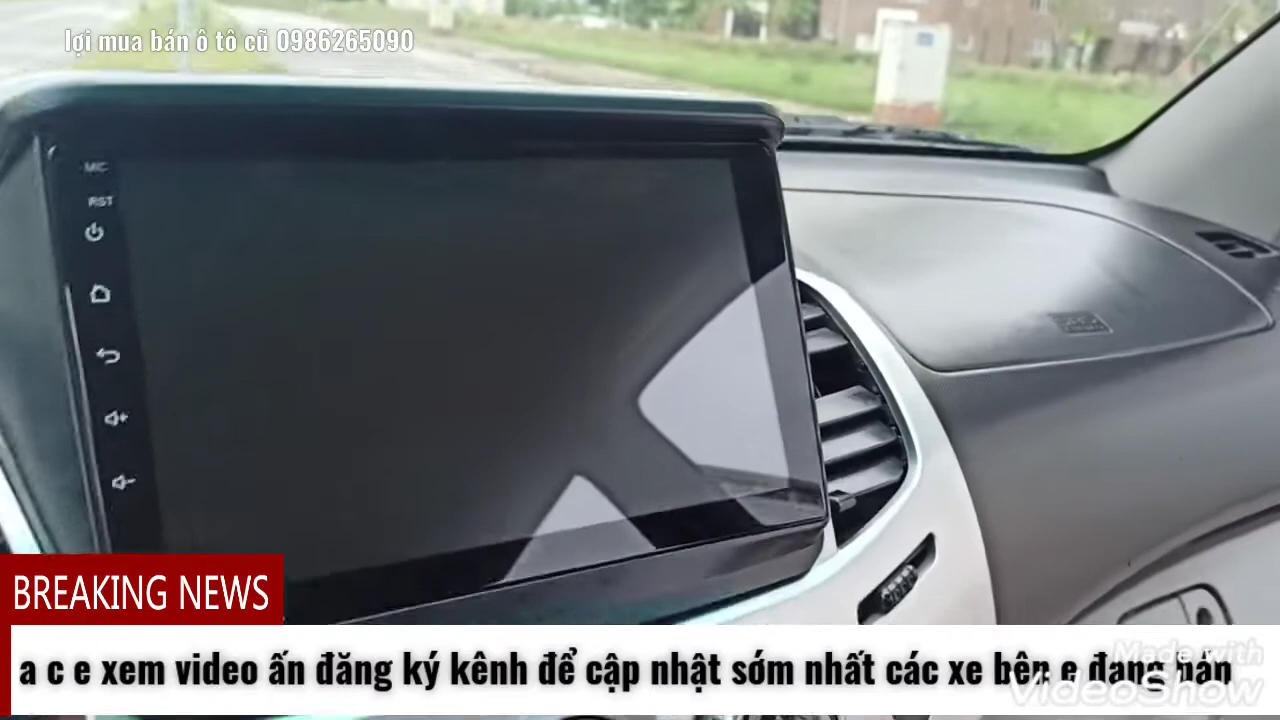 lợi mua bán ô tô cũ 0986265090
MIC
RST
BREAKING NEWS
a c e xem video ấn đăng ký kênh để cập nhật sớm nhất các xe bên e đang bán
Made with
VideoShow